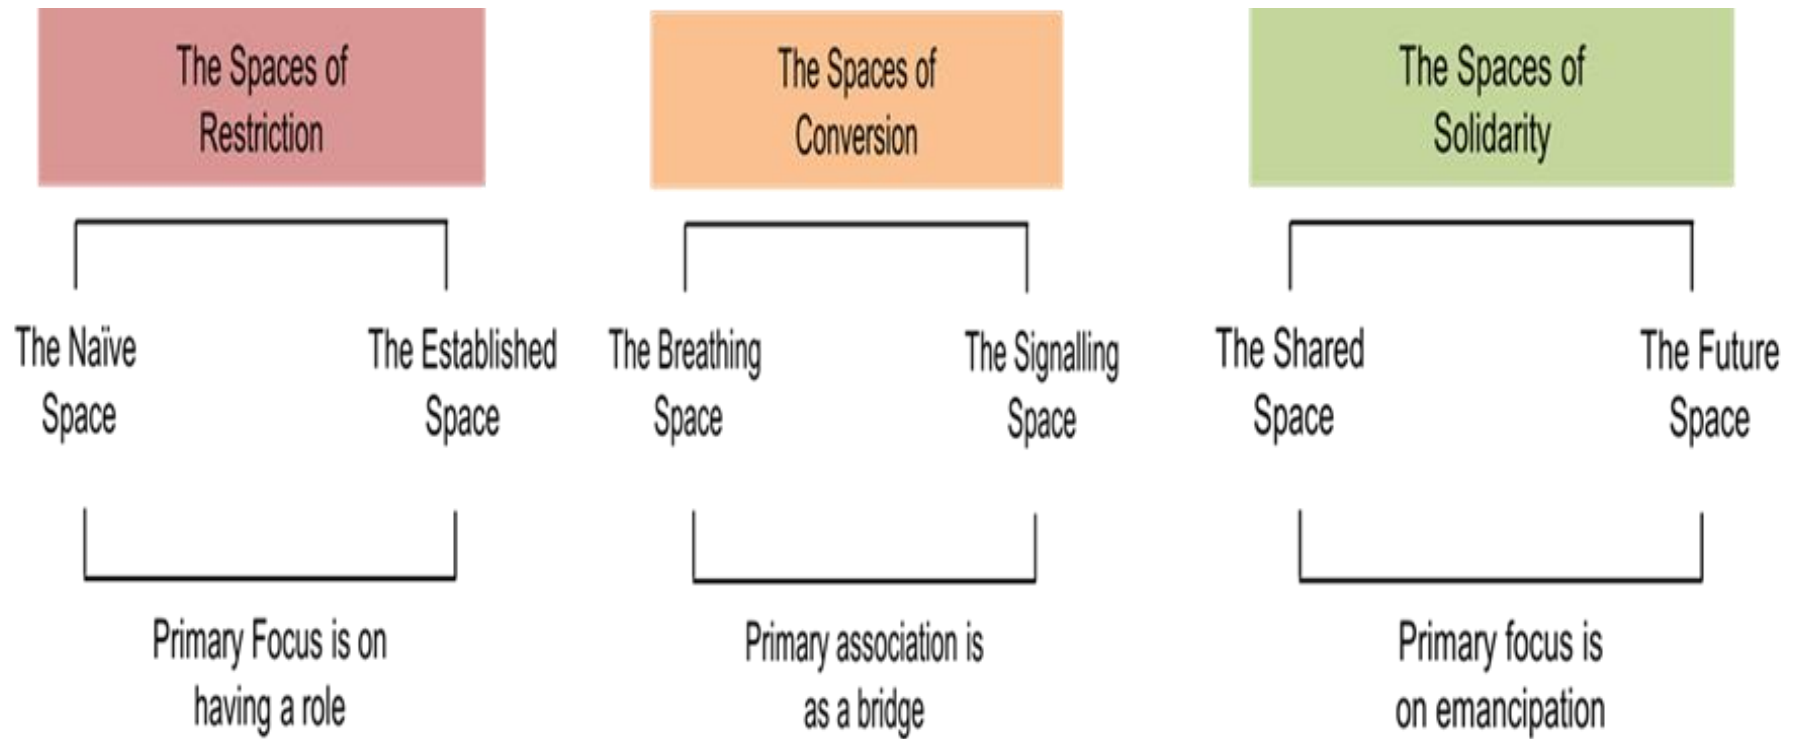 The Spaces of
Restriction
The Naïve
Space
The Established
Space
Primary Focus is on
having a role
The Spaces of
Conversion
The Breathing
Space
The Signalling
Space
Primary association is
as a bridge
The Spaces of
Solidarity
The Shared
Space
The Future
Space
Primary focus is
on emancipation